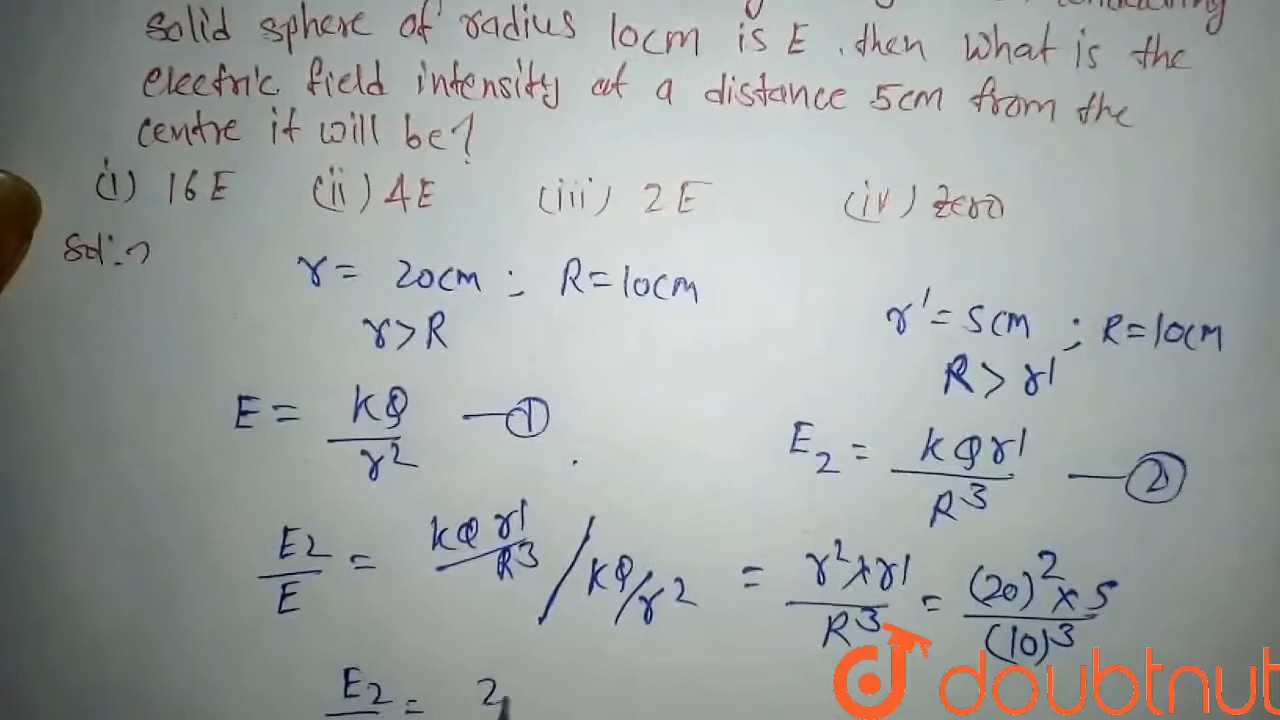 conducting
solid sphere of radius 10cm is E. then what is the
electric field intensity at a distance 5cm from the
centre it will be?
(i) 16E (ii) 4E (iii) 2E (iv) zero
Sol:→
r = 20cm ; R=10cm
r>R
r' = 5cm ; R=10cm
R > r'
E = kQ/r² —①
E₂ = kQr'/R³ —②
E₂/E = kQr'/R³ / kQ/r² = r²×r'/R³ = (20)²×5/(10)³
E₂ = 2
doubtnut